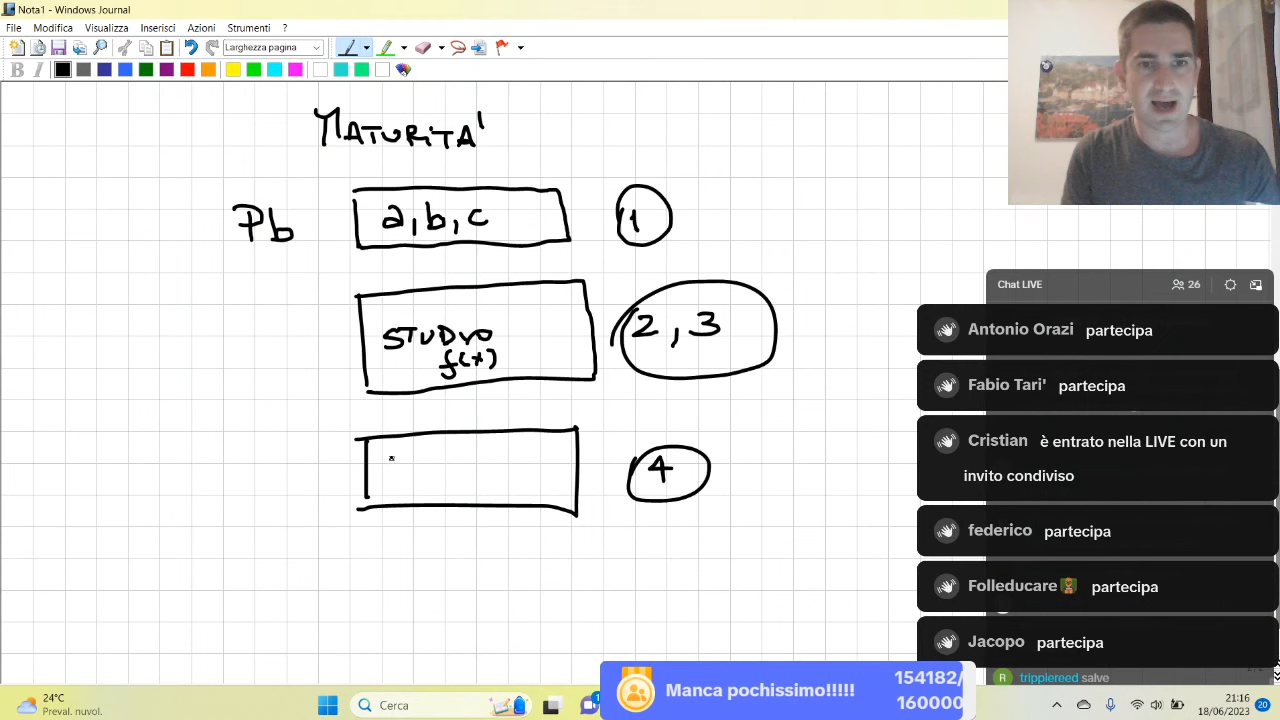 Nota1 - Windows Journal
File Modifica Visualizza Inserisci Azioni Strumenti ?
Larghezza pagina
MATURITA'
Pb a,b,c 1
STUDIO f(x) 2,3
4
Chat LIVE 26
Antonio Orazi partecipa
Fabio Tari' partecipa
Cristian è entrato nella LIVE con un
invito condiviso
federico partecipa
Folleducare partecipa
Jacopo partecipa
R trippiereed salve
Manca pochissimo!!!!! 154182/
160000
24°C
Preval. nuvol.
Cerca
21:16
18/06/2023
20